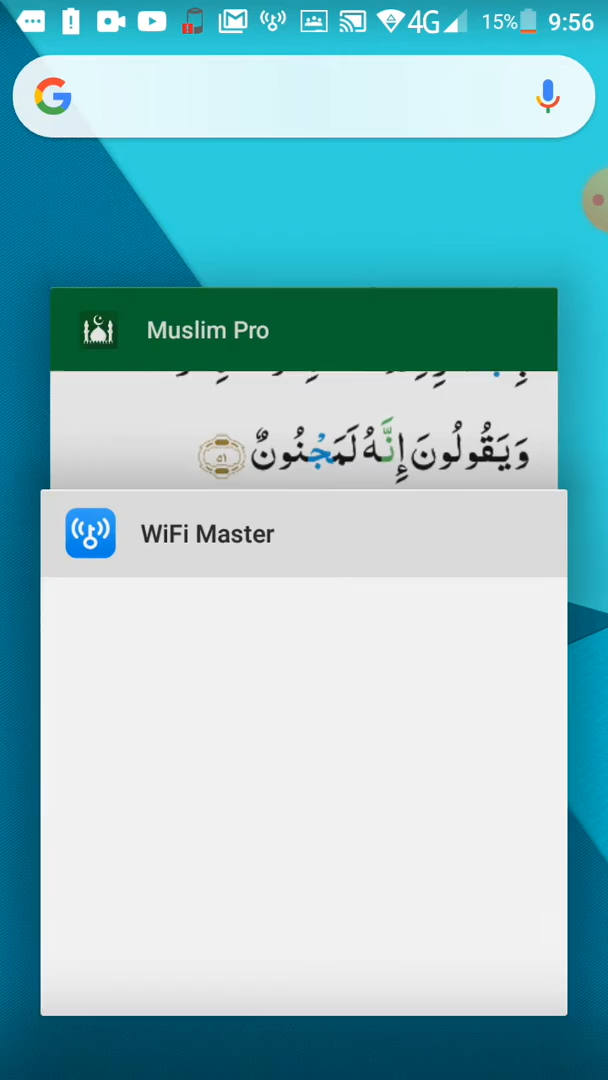 4G 15% 9:56
Muslim Pro
وَيَقُولُونَ إِنَّهُ لَمَجْنُونٌ ٥١
WiFi Master